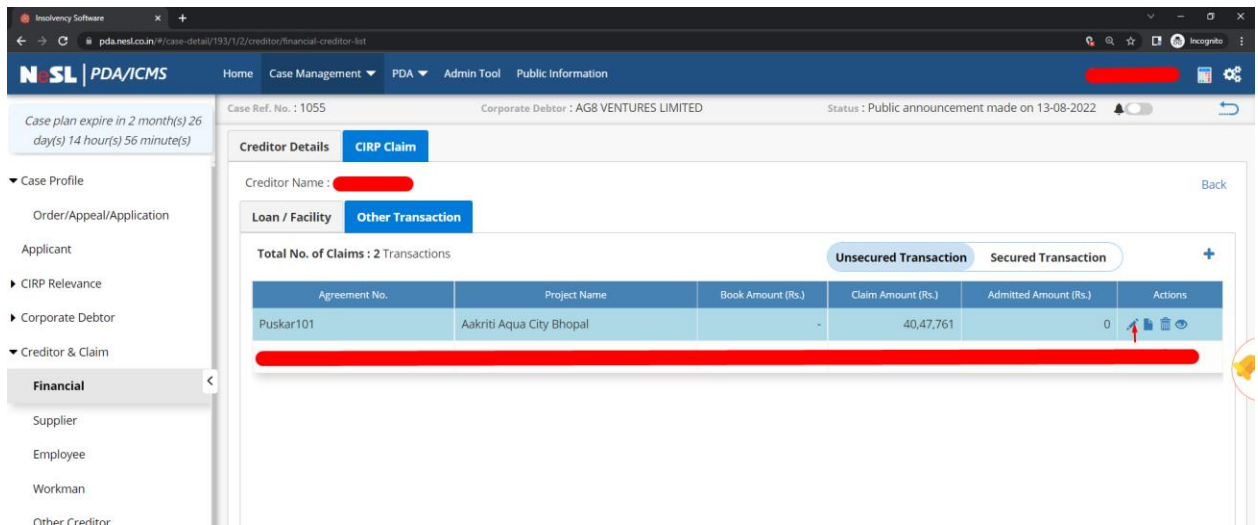 Insolvency Software
pda.nesl.co.in/#/case-detail/193/1/2/creditor/financial-creditor-list
Incognito
NeSL | PDA/ICMS
Home Case Management PDA Admin Tool Public Information
Case plan expire in 2 month(s) 26
day(s) 14 hour(s) 56 minute(s)
Case Ref. No. : 1055 Corporate Debtor : AG8 VENTURES LIMITED Status : Public announcement made on 13-08-2022
Creditor Details CIRP Claim
Case Profile
Creditor Name : Back
Order/Appeal/Application
Loan / Facility Other Transaction
Applicant
Total No. of Claims : 2 Transactions Unsecured Transaction Secured Transaction
CIRP Relevance
Agreement No. Project Name Book Amount (Rs.) Claim Amount (Rs.) Admitted Amount (Rs.) Actions
Corporate Debtor
Puskar101 Aakriti Aqua City Bhopal - 40,47,761 0
Creditor & Claim
Financial
Supplier
Employee
Workman
Other Creditor